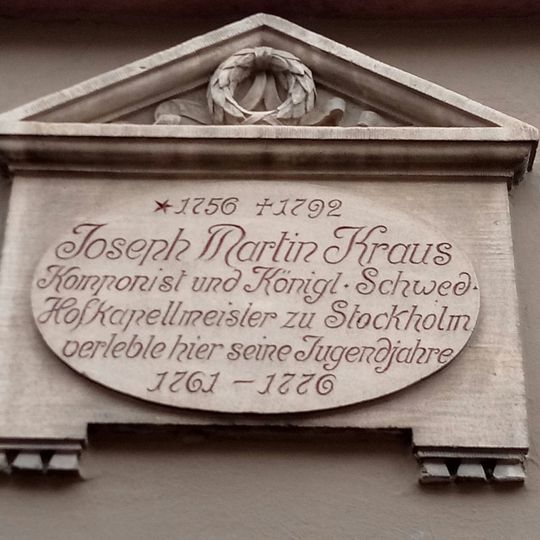 *1756 †1792
Joseph Martin Kraus
Komponist und Königl. Schwed.
Hofkapellmeister zu Stockholm
verlebte hier seine Jugendjahre
1761 – 1776